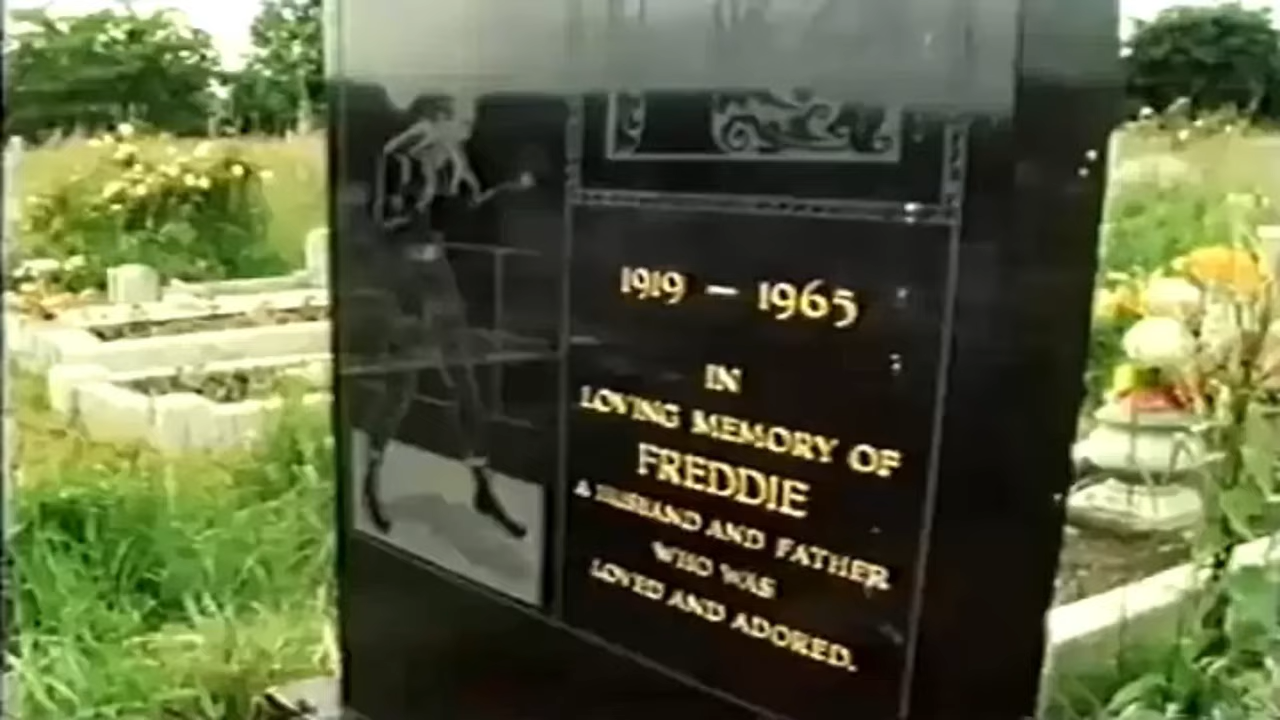 1919 – 1965
IN
LOVING MEMORY OF
FREDDIE
A HUSBAND AND FATHER
WHO WAS
LOVED AND ADORED.